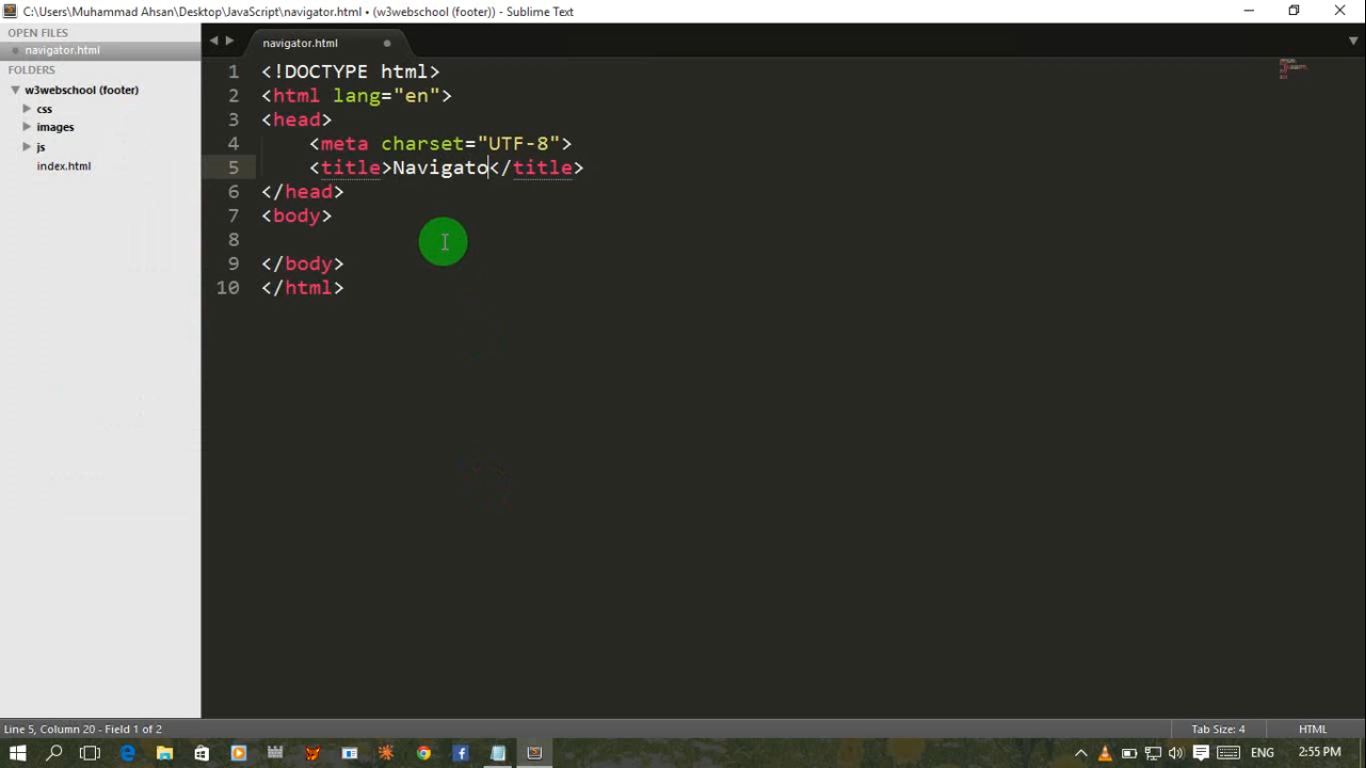 C:\Users\Muhammad Ahsan\Desktop\JavaScript\navigator.html • (w3webschool (footer)) - Sublime Text
OPEN FILES
navigator.html
FOLDERS
w3webschool (footer)
css
images
js
index.html
navigator.html
1 <!DOCTYPE html>
2 <html lang="en">
3 <head>
4 <meta charset="UTF-8">
5 <title>Navigato</title>
6 </head>
7 <body>
8
9 </body>
10 </html>
Line 5, Column 20 - Field 1 of 2
Tab Size: 4
HTML
ENG
2:55 PM